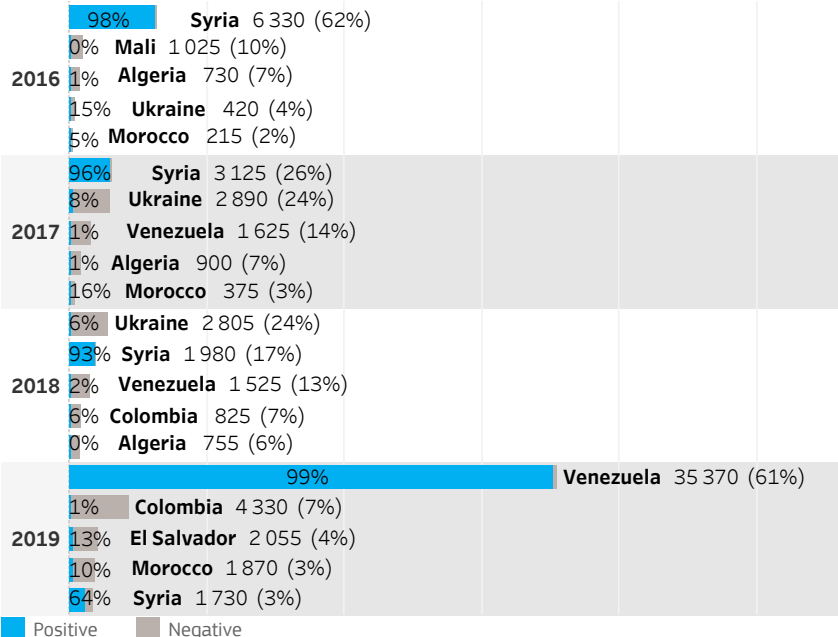 98% Syria 6 330 (62%)
0% Mali 1 025 (10%)
2016 1% Algeria 730 (7%)
15% Ukraine 420 (4%)
5% Morocco 215 (2%)
96% Syria 3 125 (26%)
8% Ukraine 2 890 (24%)
2017 1% Venezuela 1 625 (14%)
1% Algeria 900 (7%)
16% Morocco 375 (3%)
6% Ukraine 2 805 (24%)
93% Syria 1 980 (17%)
2018 2% Venezuela 1 525 (13%)
6% Colombia 825 (7%)
0% Algeria 755 (6%)
99% Venezuela 35 370 (61%)
1% Colombia 4 330 (7%)
2019 13% El Salvador 2 055 (4%)
10% Morocco 1 870 (3%)
64% Syria 1 730 (3%)
Positive Negative